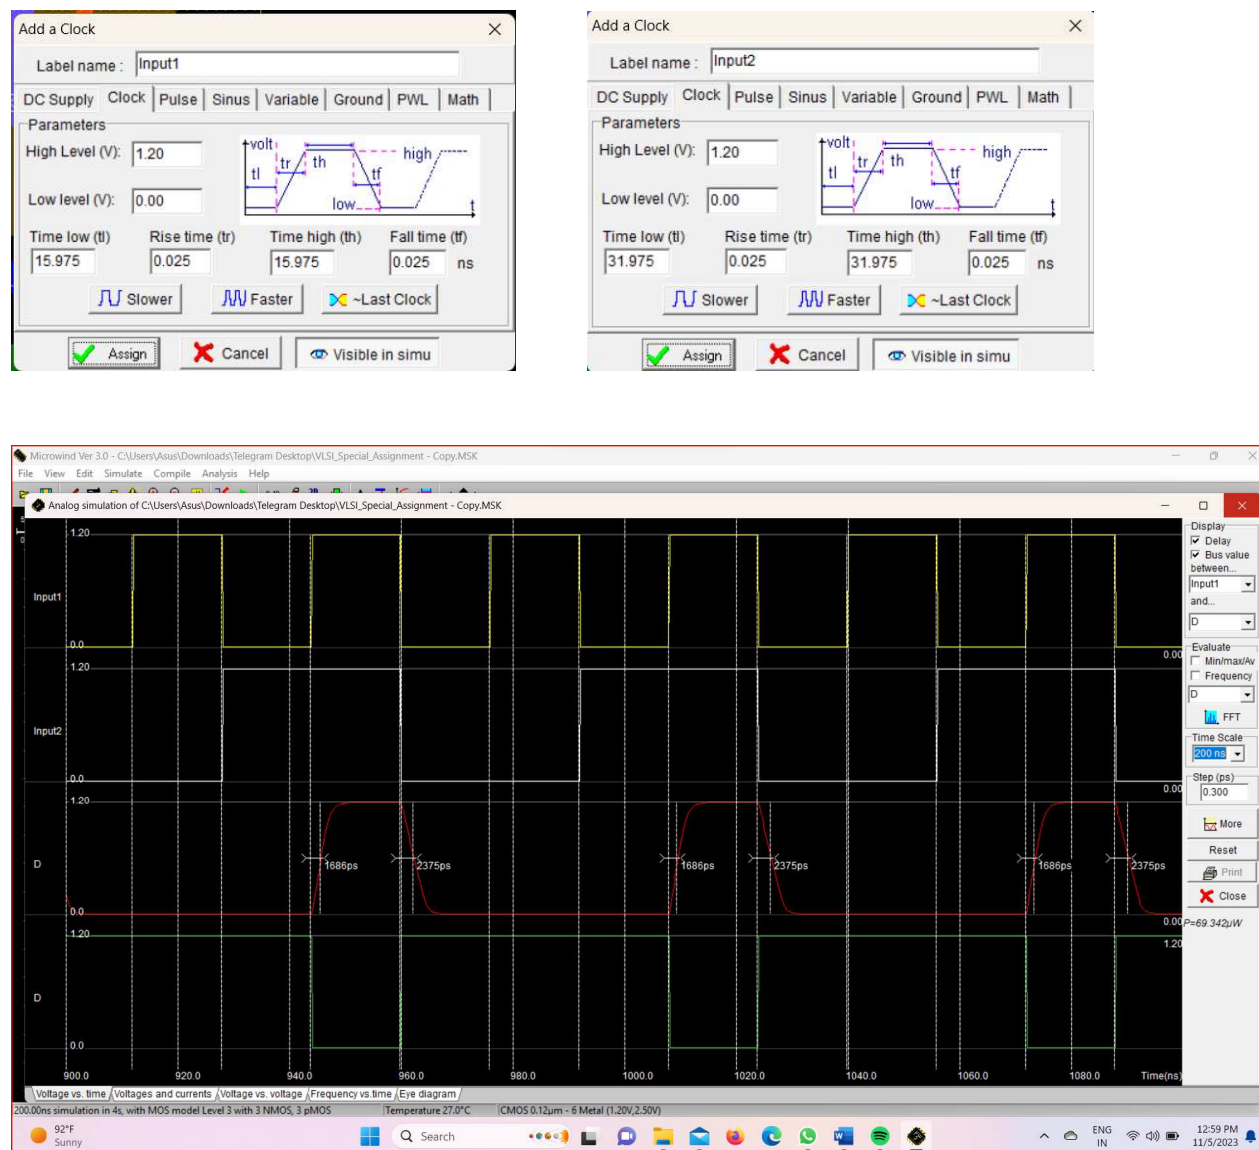 Add a Clock
Label name : Input1
DC Supply Clock Pulse Sinus Variable Ground PWL Math
Parameters
High Level (V): 1.20
Low level (V): 0.00
volt
tl tr th tf high
low t
Time low (tl) Rise time (tr) Time high (th) Fall time (tf)
15.975 0.025 15.975 0.025 ns
Slower Faster ~Last Clock
Assign Cancel Visible in simu
Add a Clock
Label name : Input2
DC Supply Clock Pulse Sinus Variable Ground PWL Math
Parameters
High Level (V): 1.20
Low level (V): 0.00
volt
tl tr th tf high
low t
Time low (tl) Rise time (tr) Time high (th) Fall time (tf)
31.975 0.025 31.975 0.025 ns
Slower Faster ~Last Clock
Assign Cancel Visible in simu
Microwind Ver 3.0 - C:\Users\Asus\Downloads\Telegram Desktop\VLSI_Special_Assignment - Copy.MSK
File View Edit Simulate Compile Analysis Help
Analog simulation of C:\Users\Asus\Downloads\Telegram Desktop\VLSI_Special_Assignment - Copy.MSK
1.20
Input1
0.0
0.00
1.20
Input2
0.0
0.00
1.20
D
1686ps 2375ps 1686ps 2375ps 1686ps 2375ps
0.0
0.00
1.20
1.20
D
0.0
900.0 920.0 940.0 960.0 980.0 1000.0 1020.0 1040.0 1060.0 1080.0 Time(ns)
Display
Delay
Bus value
between...
Input1
and...
D
Evaluate
Min/max/Av
Frequency
D
FFT
Time Scale
200 ns
Step (ps)
0.300
More
Reset
Print
Close
P=69.342µW
Voltage vs. time Voltages and currents Voltage vs. voltage Frequency vs.time Eye diagram
200.00ns simulation in 4s, with MOS model Level 3 with 3 NMOS, 3 pMOS Temperature 27.0°C CMOS 0.12µm - 6 Metal (1.20V,2.50V)
92°F
Sunny
Search
ENG
IN
12:59 PM
11/5/2023